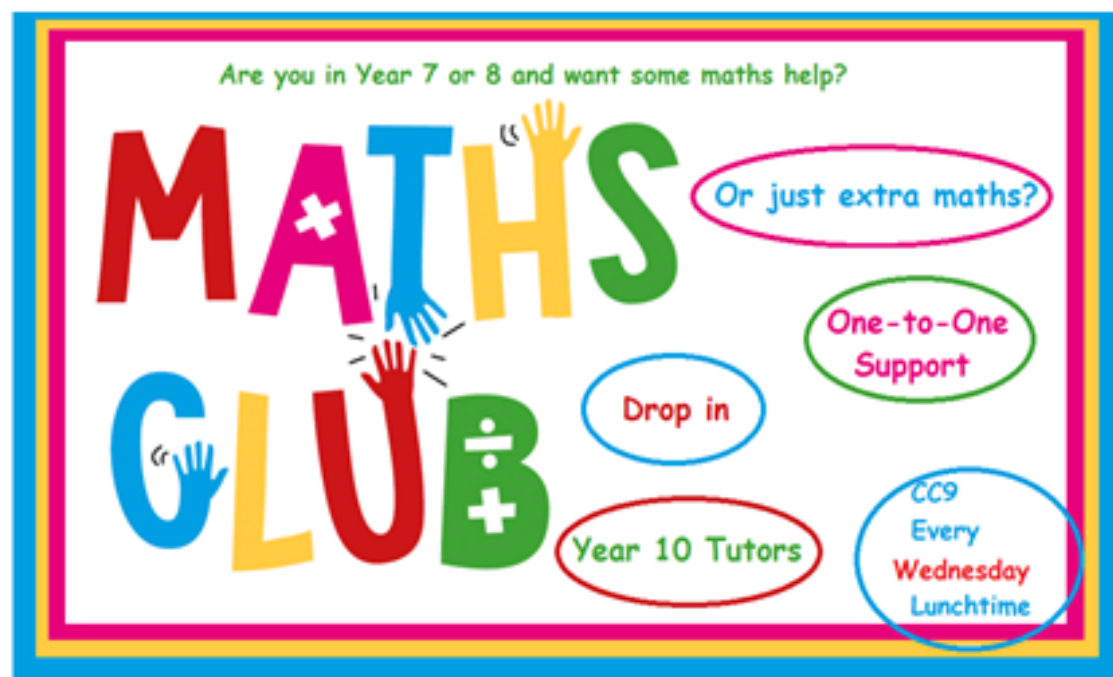 Are you in Year 7 or 8 and want some maths help?
MATHS
CLUB
Or just extra maths?
One-to-One
Support
Drop in
Year 10 Tutors
CC9
Every
Wednesday
Lunchtime